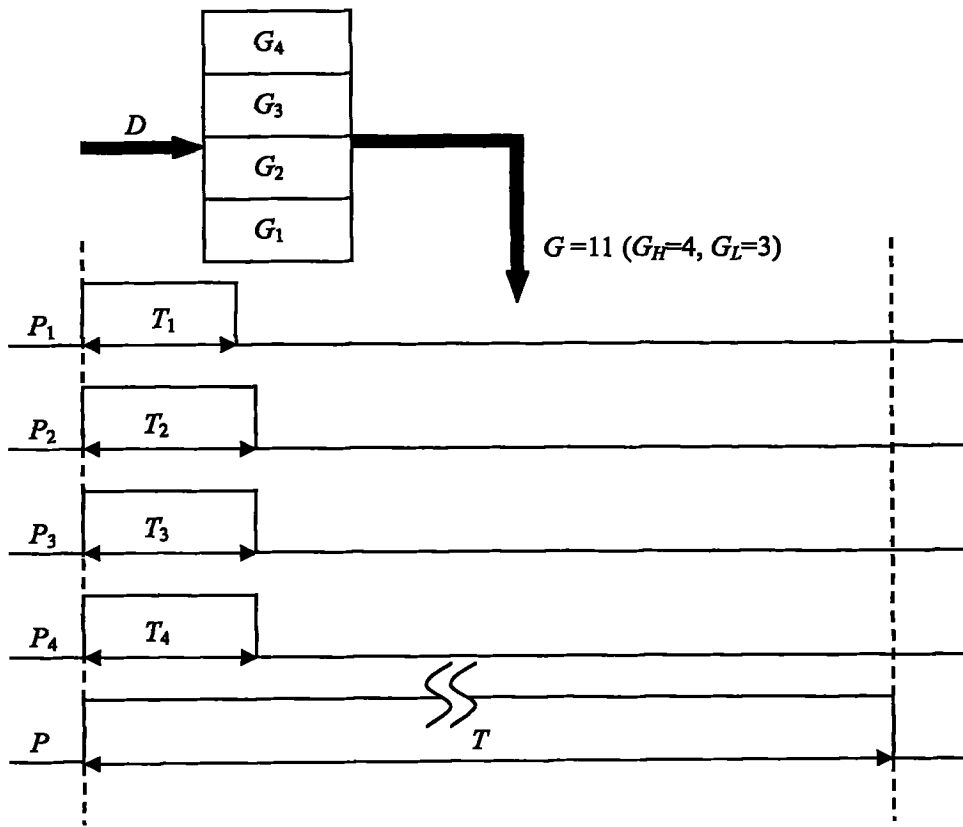 G4
G3
D
G2
G1
G =11 (GH=4, GL=3)
P1 T1
P2 T2
P3 T3
P4 T4
P T